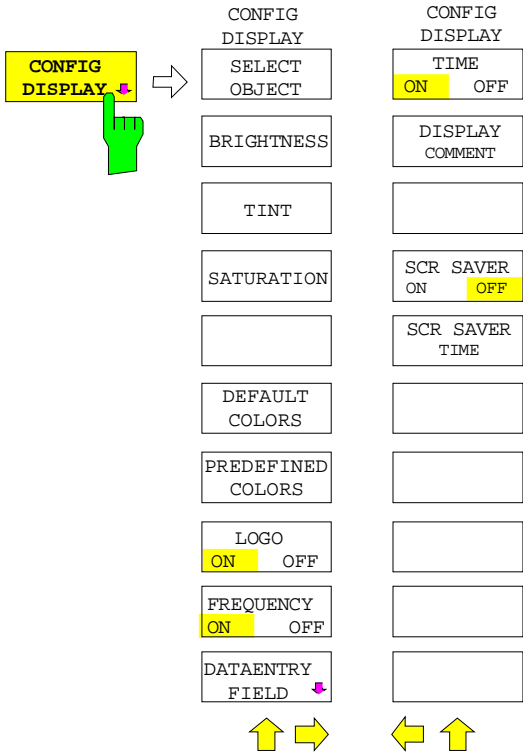 CONFIG
DISPLAY
CONFIG
DISPLAY
SELECT
OBJECT
BRIGHTNESS
TINT
SATURATION
DEFAULT
COLORS
PREDEFINED
COLORS
LOGO
ON OFF
FREQUENCY
ON OFF
DATAENTRY
FIELD
CONFIG
DISPLAY
TIME
ON OFF
DISPLAY
COMMENT
SCR SAVER
ON OFF
SCR SAVER
TIME